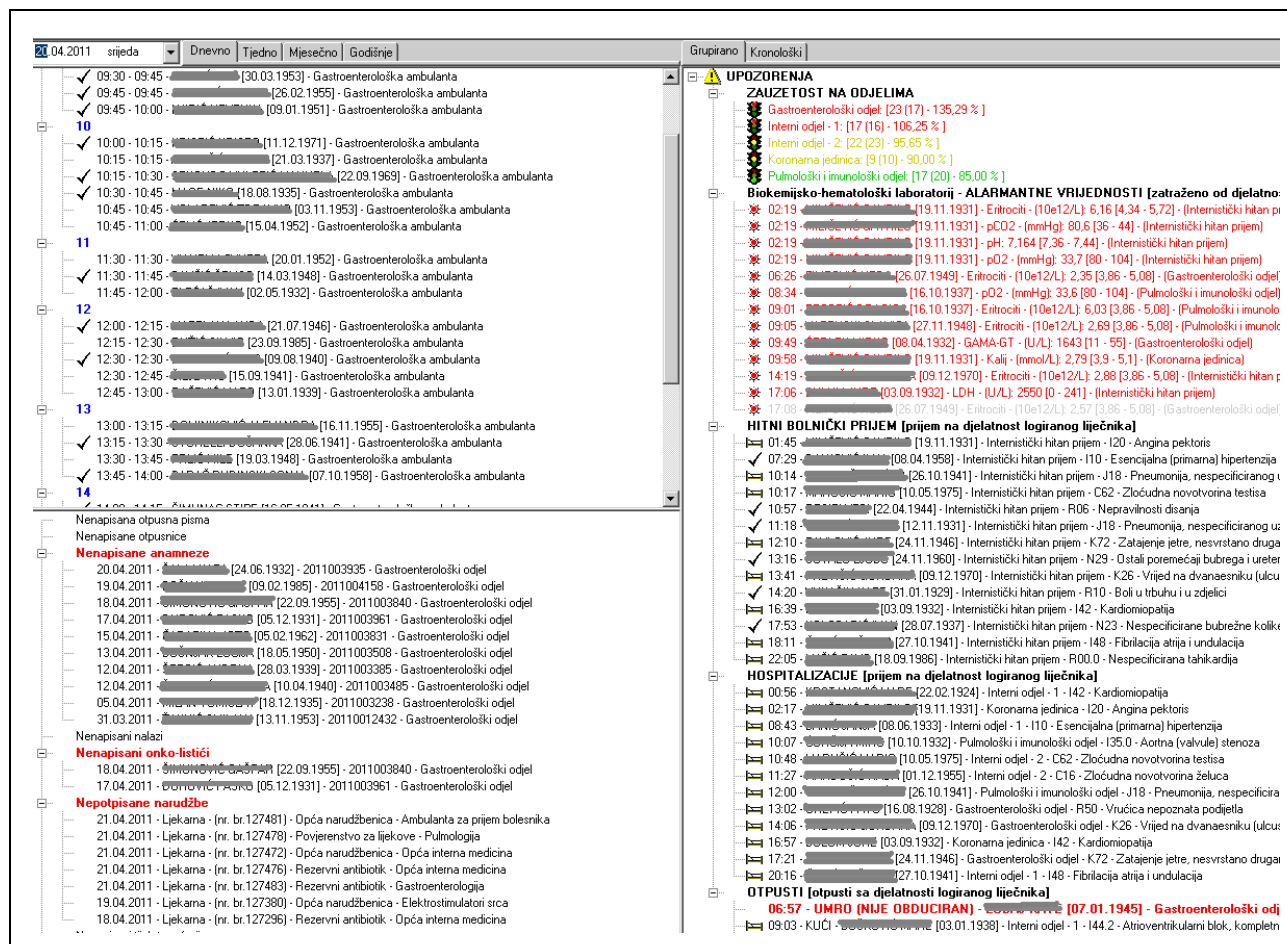 20.04.2011 srijeda
Dnevno
Tjedno
Mjesečno
Godišnje
09:30 - 09:45 - [30.03.1953] - Gastroenterološka ambulanta
09:45 - 09:45 - [26.02.1955] - Gastroenterološka ambulanta
09:45 - 10:00 - [09.01.1951] - Gastroenterološka ambulanta
10
10:00 - 10:15 - [11.12.1971] - Gastroenterološka ambulanta
10:15 - 10:15 - [21.03.1937] - Gastroenterološka ambulanta
10:15 - 10:30 - [22.09.1969] - Gastroenterološka ambulanta
10:30 - 10:45 - [18.08.1935] - Gastroenterološka ambulanta
10:45 - 10:45 - [03.11.1953] - Gastroenterološka ambulanta
10:45 - 11:00 - [15.04.1952] - Gastroenterološka ambulanta
11
11:30 - 11:30 - [20.01.1952] - Gastroenterološka ambulanta
11:30 - 11:45 - [14.03.1948] - Gastroenterološka ambulanta
11:45 - 12:00 - [02.05.1932] - Gastroenterološka ambulanta
12
12:00 - 12:15 - [21.07.1946] - Gastroenterološka ambulanta
12:15 - 12:30 - [23.09.1985] - Gastroenterološka ambulanta
12:30 - 12:30 - [09.08.1940] - Gastroenterološka ambulanta
12:30 - 12:45 - [15.09.1941] - Gastroenterološka ambulanta
12:45 - 13:00 - [13.01.1939] - Gastroenterološka ambulanta
13
13:00 - 13:15 - [16.11.1955] - Gastroenterološka ambulanta
13:15 - 13:30 - [28.06.1941] - Gastroenterološka ambulanta
13:30 - 13:45 - [19.03.1948] - Gastroenterološka ambulanta
13:45 - 14:00 - [07.10.1958] - Gastroenterološka ambulanta
14
Nenapisana otpusna pisma
Nenapisane otpusnice
Nenapisane anamneze
20.04.2011 - [24.06.1932] - 2011003935 - Gastroenterološki odjel
19.04.2011 - [09.02.1985] - 2011004158 - Gastroenterološki odjel
18.04.2011 - [22.09.1955] - 2011003840 - Gastroenterološki odjel
17.04.2011 - [05.12.1931] - 2011003961 - Gastroenterološki odjel
15.04.2011 - [05.02.1962] - 2011003831 - Gastroenterološki odjel
13.04.2011 - [18.05.1950] - 2011003508 - Gastroenterološki odjel
12.04.2011 - [28.03.1939] - 2011003385 - Gastroenterološki odjel
12.04.2011 - [10.04.1940] - 2011003485 - Gastroenterološki odjel
05.04.2011 - [18.12.1935] - 2011003238 - Gastroenterološki odjel
31.03.2011 - [13.11.1953] - 20110012432 - Gastroenterološki odjel
Nenapisani nalazi
Nenapisani onko-listići
18.04.2011 - [22.09.1955] - 2011003840 - Gastroenterološki odjel
17.04.2011 - [05.12.1931] - 2011003961 - Gastroenterološki odjel
Nepotpisane narudžbe
21.04.2011 - Ljekarna - (nr. br.127481) - Opća narudžbenica - Ambulanta za prijem bolesnika
21.04.2011 - Ljekarna - (nr. br.127478) - Povjerenstvo za lijekove - Pulmologija
21.04.2011 - Ljekarna - (nr. br.127472) - Opća narudžbenica - Opća interna medicina
21.04.2011 - Ljekarna - (nr. br.127476) - Rezervni antibiotik - Opća interna medicina
21.04.2011 - Ljekarna - (nr. br.127483) - Rezervni antibiotik - Gastroenterologija
19.04.2011 - Ljekarna - (nr. br.127380) - Opća narudžbenica - Elektrostimulatori srca
18.04.2011 - Ljekarna - (nr. br.127296) - Rezervni antibiotik - Opća interna medicina
Grupirano
Kronološki
UPOZORENJA
ZAUZETOST NA ODJELIMA
Gastroenterološki odjel: [23 (17) - 135,29 % ]
Interni odjel - 1: [17 (16) - 106,25 % ]
Interni odjel - 2: [22 (23) - 95,65 % ]
Koronarna jedinica: [9 (10) - 90,00 % ]
Pulmološki i imunološki odjel: [17 (20) - 85,00 % ]
Biokemijsko-hematološki laboratorij - ALARMANTNE VRIJEDNOSTI [zatraženo od djelatno
02:19 - [19.11.1931] - Eritrociti - (10e12/L): 6,16 [4,34 - 5,72] - (Internistički hitan pr
02:19 - [19.11.1931] - pCO2 - (mmHg): 80,6 [36 - 44] - (Internistički hitan prijem)
02:19 - [19.11.1931] - pH: 7,164 [7,36 - 7,44] - (Internistički hitan prijem)
02:19 - [19.11.1931] - pO2 - (mmHg): 33,7 [80 - 104] - (Internistički hitan prijem)
06:26 - [26.07.1949] - Eritrociti - (10e12/L): 2,35 [3,86 - 5,08] - (Gastroenterološki odjel)
08:34 - [16.10.1937] - pO2 - (mmHg): 33,6 [80 - 104] - (Pulmološki i imunološki odjel)
09:01 - [16.10.1937] - Eritrociti - (10e12/L): 6,03 [3,86 - 5,08] - (Pulmološki i imunolo
09:05 - [27.11.1948] - Eritrociti - (10e12/L): 2,69 [3,86 - 5,08] - (Pulmološki i imunolo
09:49 - [08.04.1932] - GAMA-GT - (U/L): 1643 [11 - 55] - (Gastroenterološki odjel)
09:58 - [19.11.1931] - Kalij - (mmol/L): 2,79 [3,9 - 5,1] - (Koronarna jedinica)
14:19 - [09.12.1970] - Eritrociti - (10e12/L): 2,88 [3,86 - 5,08] - (Internistički hitan p
17:06 - [03.09.1932] - LDH - (U/L): 2550 [0 - 241] - (Internistički hitan prijem)
17:08 - [26.07.1949] - Eritrociti - (10e12/L): 2,57 [3,86 - 5,08] - (Gastroenterološki odjel)
HITNI BOLNIČKI PRIJEM [prijem na djelatnost logiranog liječnika]
01:45 - [19.11.1931] - Internistički hitan prijem - I20 - Angina pektoris
07:29 - [08.04.1958] - Internistički hitan prijem - I10 - Esencijalna (primarna) hipertenzija
10:14 - [26.10.1941] - Internistički hitan prijem - J18 - Pneumonija, nespecificiranog u
10:17 - [10.05.1975] - Internistički hitan prijem - C62 - Zloćudna novotvorina testisa
10:57 - [22.04.1944] - Internistički hitan prijem - R06 - Nepravilnosti disanja
11:18 - [12.11.1931] - Internistički hitan prijem - J18 - Pneumonija, nespecificiranog uz
12:10 - [24.11.1946] - Internistički hitan prijem - K72 - Zatajenje jetre, nesvrstano druga
13:16 - [24.11.1960] - Internistički hitan prijem - N29 - Ostali poremećaji bubrega i ureter
13:41 - [09.12.1970] - Internistički hitan prijem - K26 - Vrijed na dvanaesniku (ulcu
14:20 - [31.01.1929] - Internistički hitan prijem - R10 - Boli u trbuhu i u zdjelici
16:39 - [03.09.1932] - Internistički hitan prijem - I42 - Kardiomiopatija
17:53 - [28.07.1937] - Internistički hitan prijem - N23 - Nespecificirane bubrežne kolike
18:11 - [27.10.1941] - Internistički hitan prijem - I48 - Fibrilacija atrija i undulacija
22:05 - [18.09.1986] - Internistički hitan prijem - R00.0 - Nespecificirana tahikardija
HOSPITALIZACIJE [prijem na djelatnost logiranog liječnika]
00:56 - [22.02.1924] - Interni odjel - 1 - I42 - Kardiomiopatija
02:17 - [19.11.1931] - Koronarna jedinica - I20 - Angina pektoris
08:43 - [08.06.1933] - Interni odjel - 1 - I10 - Esencijalna (primarna) hipertenzija
10:07 - [10.10.1932] - Pulmološki i imunološki odjel - I35.0 - Aortna (valvule) stenoza
10:48 - [10.05.1975] - Interni odjel - 2 - C62 - Zloćudna novotvorina testisa
11:27 - [01.12.1955] - Interni odjel - 2 - C16 - Zloćudna novotvorina želuca
12:00 - [26.10.1941] - Pulmološki i imunološki odjel - J18 - Pneumonija, nespecificira
13:02 - [16.08.1928] - Gastroenterološki odjel - R50 - Vrućica nepoznata podijetla
14:06 - [09.12.1970] - Gastroenterološki odjel - K26 - Vrijed na dvanaesniku (ulcus
16:57 - [03.09.1932] - Koronarna jedinica - I42 - Kardiomiopatija
17:21 - [24.11.1946] - Gastroenterološki odjel - K72 - Zatajenje jetre, nesvrstano drugam
20:16 - [27.10.1941] - Interni odjel - 1 - I48 - Fibrilacija atrija i undulacija
OTPUSTI [otpusti sa djelatnosti logiranog liječnika]
06:57 - UMRO (NIJE OBDUCIRAN) - [07.01.1945] - Gastroenterološki odj
09:03 - KUĆI - [03.01.1938] - Interni odjel - 1 - I44.2 - Atrioventrikularni blok, kompletn